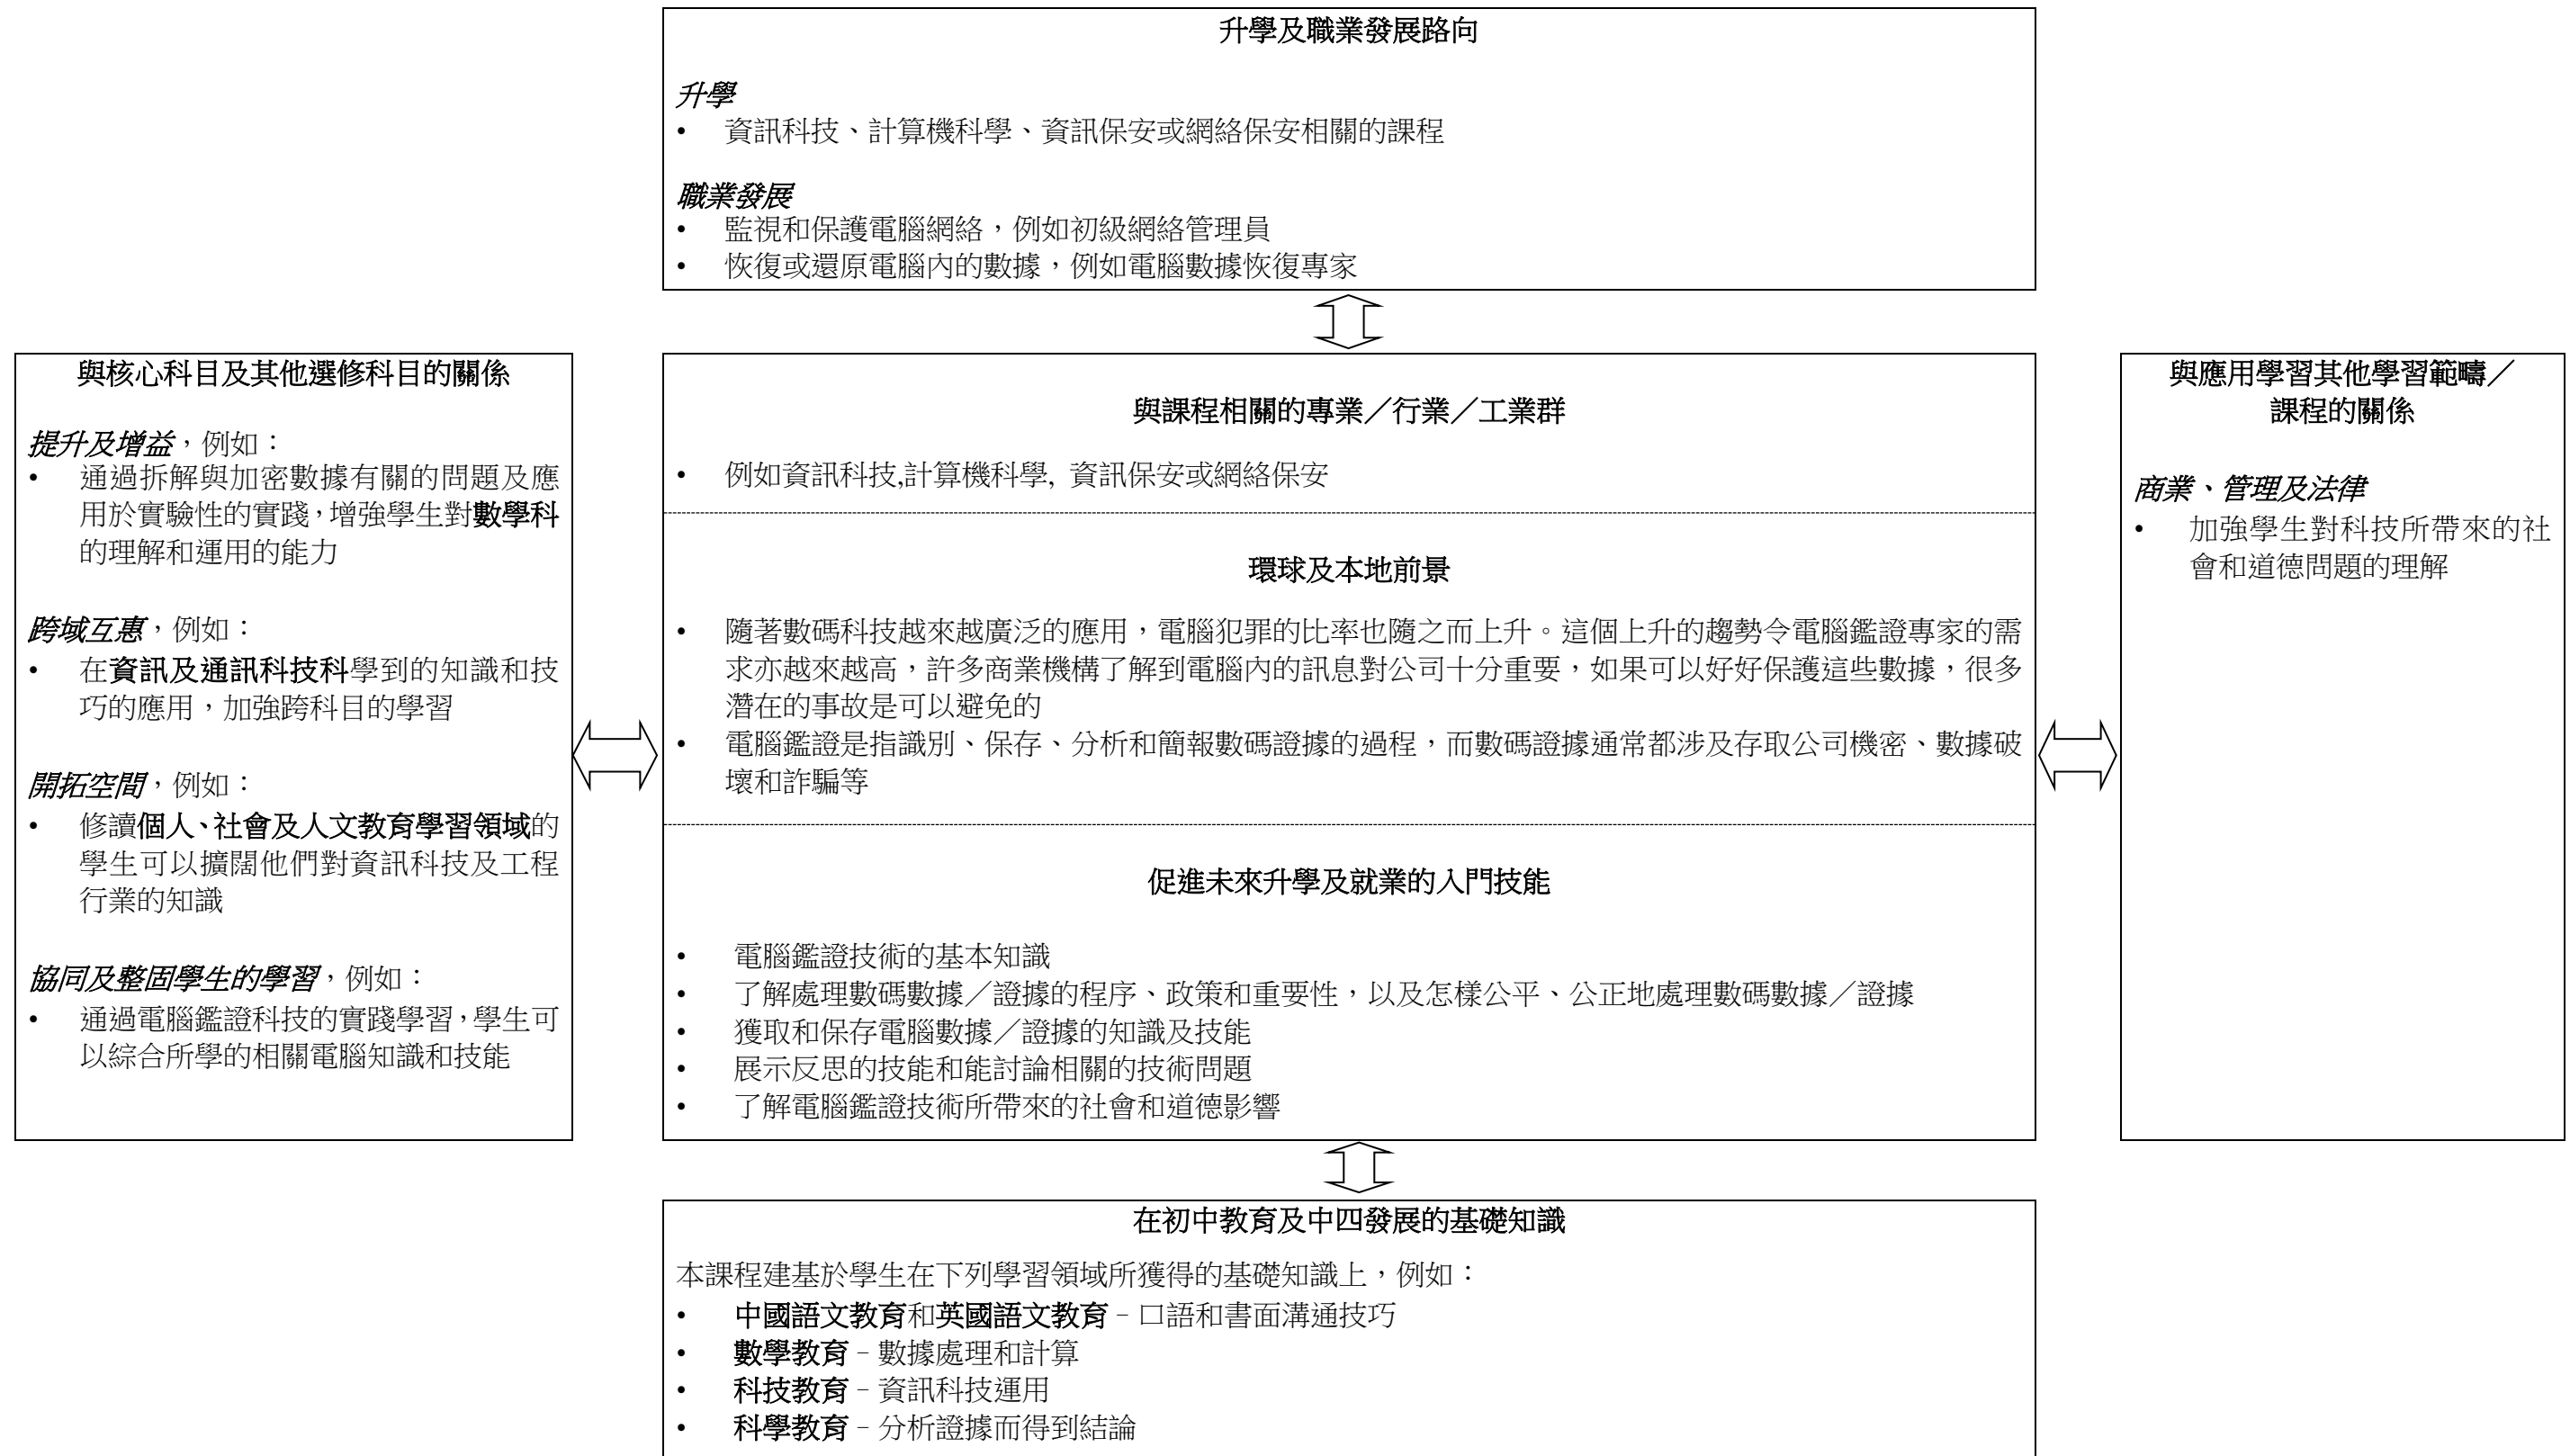 升學及職業發展路向
升學
• 資訊科技、計算機科學、資訊保安或網絡保安相關的課程
職業發展
• 監視和保護電腦網絡，例如初級網絡管理員
• 恢復或還原電腦內的數據，例如電腦數據恢復專家
與核心科目及其他選修科目的關係
提升及增益，例如：
• 通過拆解與加密數據有關的問題及應
用於實驗性的實踐，增強學生對數學科
的理解和運用的能力
跨域互惠，例如：
• 在資訊及通訊科技科學到的知識和技
巧的應用，加強跨科目的學習
開拓空間，例如：
• 修讀個人、社會及人文教育學習領域的
學生可以擴闊他們對資訊科技及工程
行業的知識
協同及整固學生的學習，例如：
• 通過電腦鑑證科技的實踐學習，學生可
以綜合所學的相關電腦知識和技能
與課程相關的專業／行業／工業群
• 例如資訊科技,計算機科學, 資訊保安或網絡保安
環球及本地前景
• 隨著數碼科技越來越廣泛的應用，電腦犯罪的比率也隨之而上升。這個上升的趨勢令電腦鑑證專家的需
求亦越來越高，許多商業機構了解到電腦內的訊息對公司十分重要，如果可以好好保護這些數據，很多
潛在的事故是可以避免的
• 電腦鑑證是指識別、保存、分析和簡報數碼證據的過程，而數碼證據通常都涉及存取公司機密、數據破
壞和詐騙等
促進未來升學及就業的入門技能
• 電腦鑑證技術的基本知識
• 了解處理數碼數據／證據的程序、政策和重要性，以及怎樣公平、公正地處理數碼數據／證據
• 獲取和保存電腦數據／證據的知識及技能
• 展示反思的技能和能討論相關的技術問題
• 了解電腦鑑證技術所帶來的社會和道德影響
與應用學習其他學習範疇／
課程的關係
商業、管理及法律
• 加強學生對科技所帶來的社
會和道德問題的理解
在初中教育及中四發展的基礎知識
本課程建基於學生在下列學習領域所獲得的基礎知識上，例如：
• 中國語文教育和英國語文教育 – 口語和書面溝通技巧
• 數學教育 – 數據處理和計算
• 科技教育 – 資訊科技運用
• 科學教育 – 分析證據而得到結論